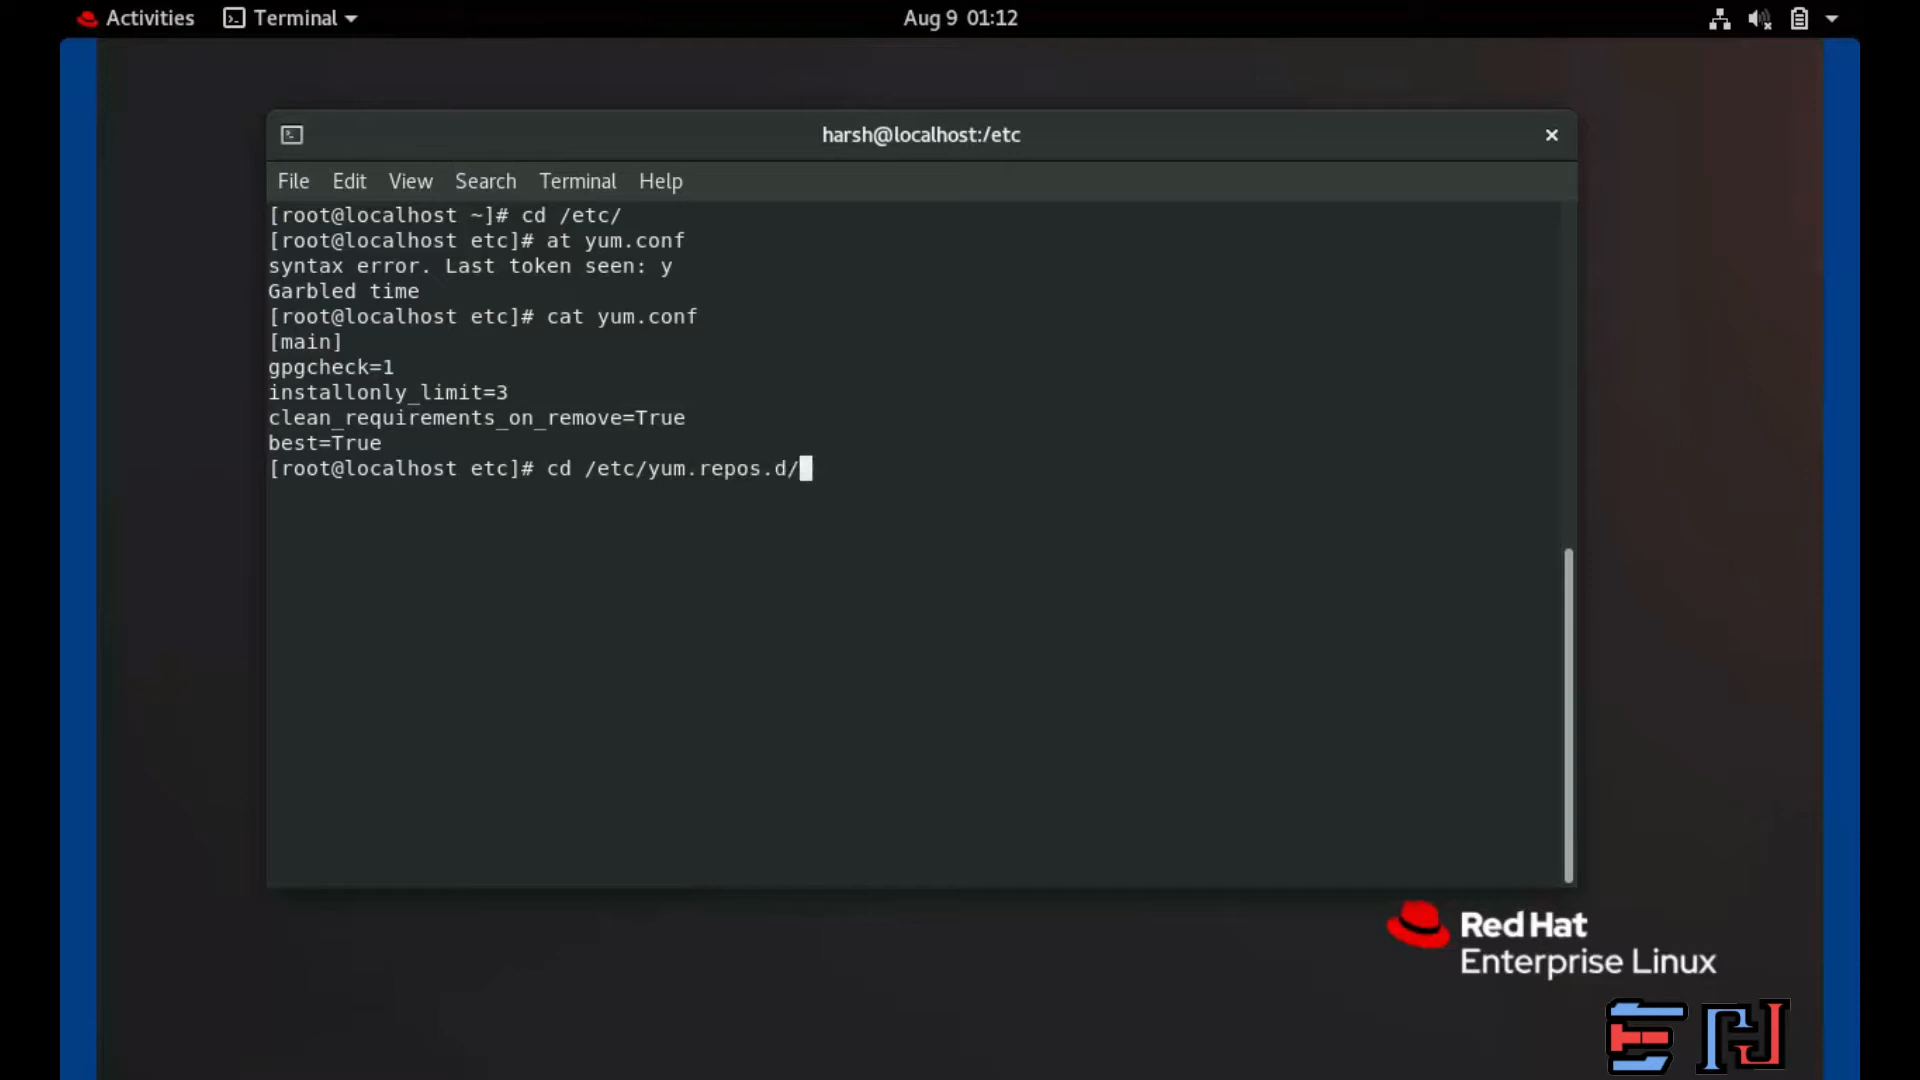 Activities
Terminal
Aug 9 01:12
harsh@localhost:/etc
File Edit View Search Terminal Help
[root@localhost ~]# cd /etc/
[root@localhost etc]# at yum.conf
syntax error. Last token seen: y
Garbled time
[root@localhost etc]# cat yum.conf
[main]
gpgcheck=1
installonly_limit=3
clean_requirements_on_remove=True
best=True
[root@localhost etc]# cd /etc/yum.repos.d/
Red Hat
Enterprise Linux